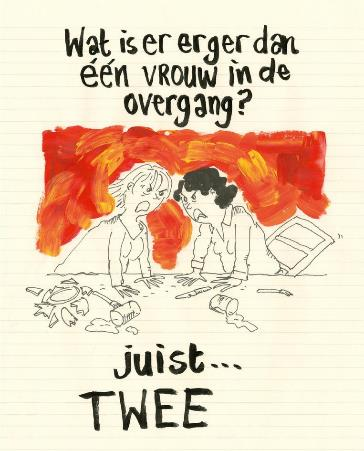 Wat is er erger dan
één VROUW in de
overgang?
juist...
TWEE